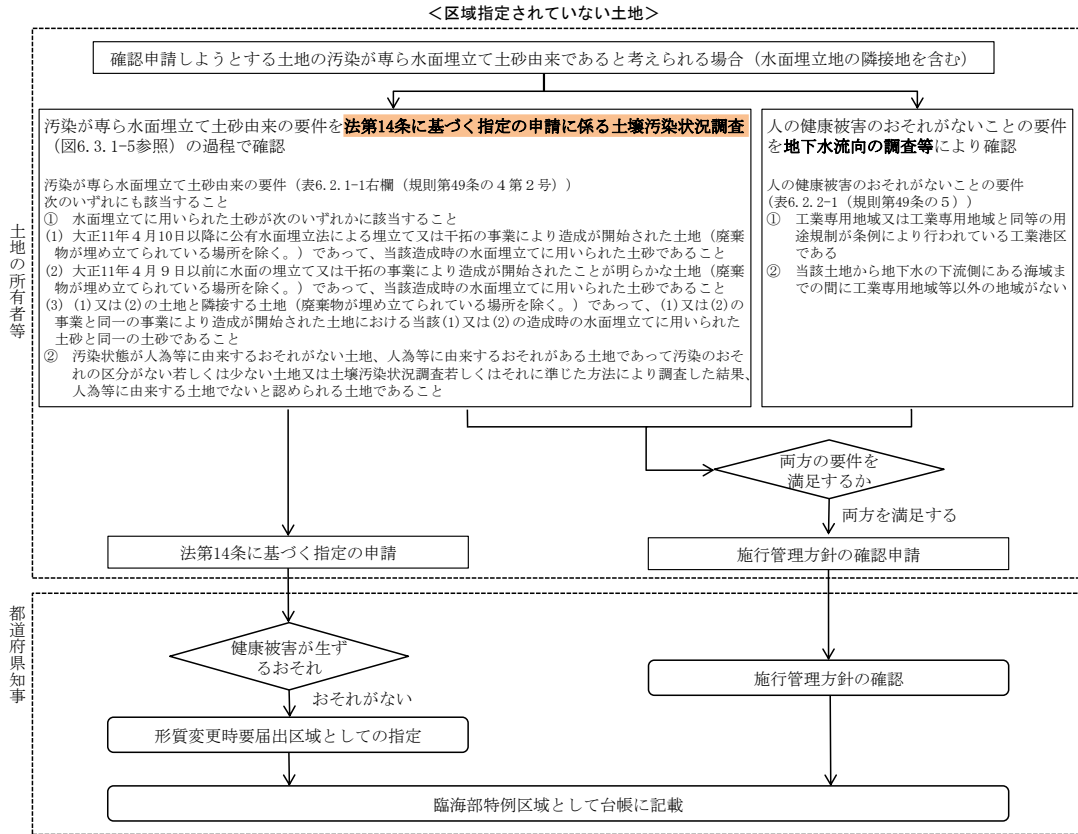 ＜区域指定されていない土地＞
土地の所有者等
確認申請しようとする土地の汚染が専ら水面埋立て土砂由来であると考えられる場合（水面埋立地の隣接地を含む）
汚染が専ら水面埋立て土砂由来の要件を法第14条に基づく指定の申請に係る土壌汚染状況調査
（図6.3.1-5参照）の過程で確認
汚染が専ら水面埋立て土砂由来の要件（表6.2.1-1右欄（規則第49条の４第２号））
次のいずれにも該当すること
①　水面埋立てに用いられた土砂が次のいずれかに該当すること
(1) 大正11年４月10日以降に公有水面埋立法による埋立て又は干拓の事業により造成が開始された土地（廃棄
物が埋め立てられている場所を除く。）であって、当該造成時の水面埋立てに用いられた土砂であること
(2) 大正11年４月９日以前に水面の埋立て又は干拓の事業により造成が開始されたことが明らかな土地（廃棄
物が埋め立てられている場所を除く。）であって、当該造成時の水面埋立てに用いられた土砂であること
(3) (1)又は(2)の土地と隣接する土地（廃棄物が埋め立てられている場所を除く。）であって、(1)又は(2)の
事業と同一の事業により造成が開始された土地における当該(1)又は(2)の造成時の水面埋立てに用いられた
土砂と同一の土砂であること
②　汚染状態が人為等に由来するおそれがない土地、人為等に由来するおそれがある土地であって汚染のおそ
れの区分がない若しくは少ない土地又は土壌汚染状況調査若しくはそれに準じた方法により調査した結果、
人為等に由来する土地でないと認められる土地であること
人の健康被害のおそれがないことの要件
を地下水流向の調査等により確認
人の健康被害のおそれがないことの要件
(表6.2.2-1（規則第49条の５））
①　工業専用地域又は工業専用地域と同等の用
途規制が条例により行われている工業港区
である
②　当該土地から地下水の下流側にある海域ま
での間に工業専用地域等以外の地域がない
両方の要件を
満足するか
両方を満足する
法第14条に基づく指定の申請
施行管理方針の確認申請
都道府県知事
健康被害が生ず
るおそれ
おそれがない
施行管理方針の確認
形質変更時要届出区域としての指定
臨海部特例区域として台帳に記載